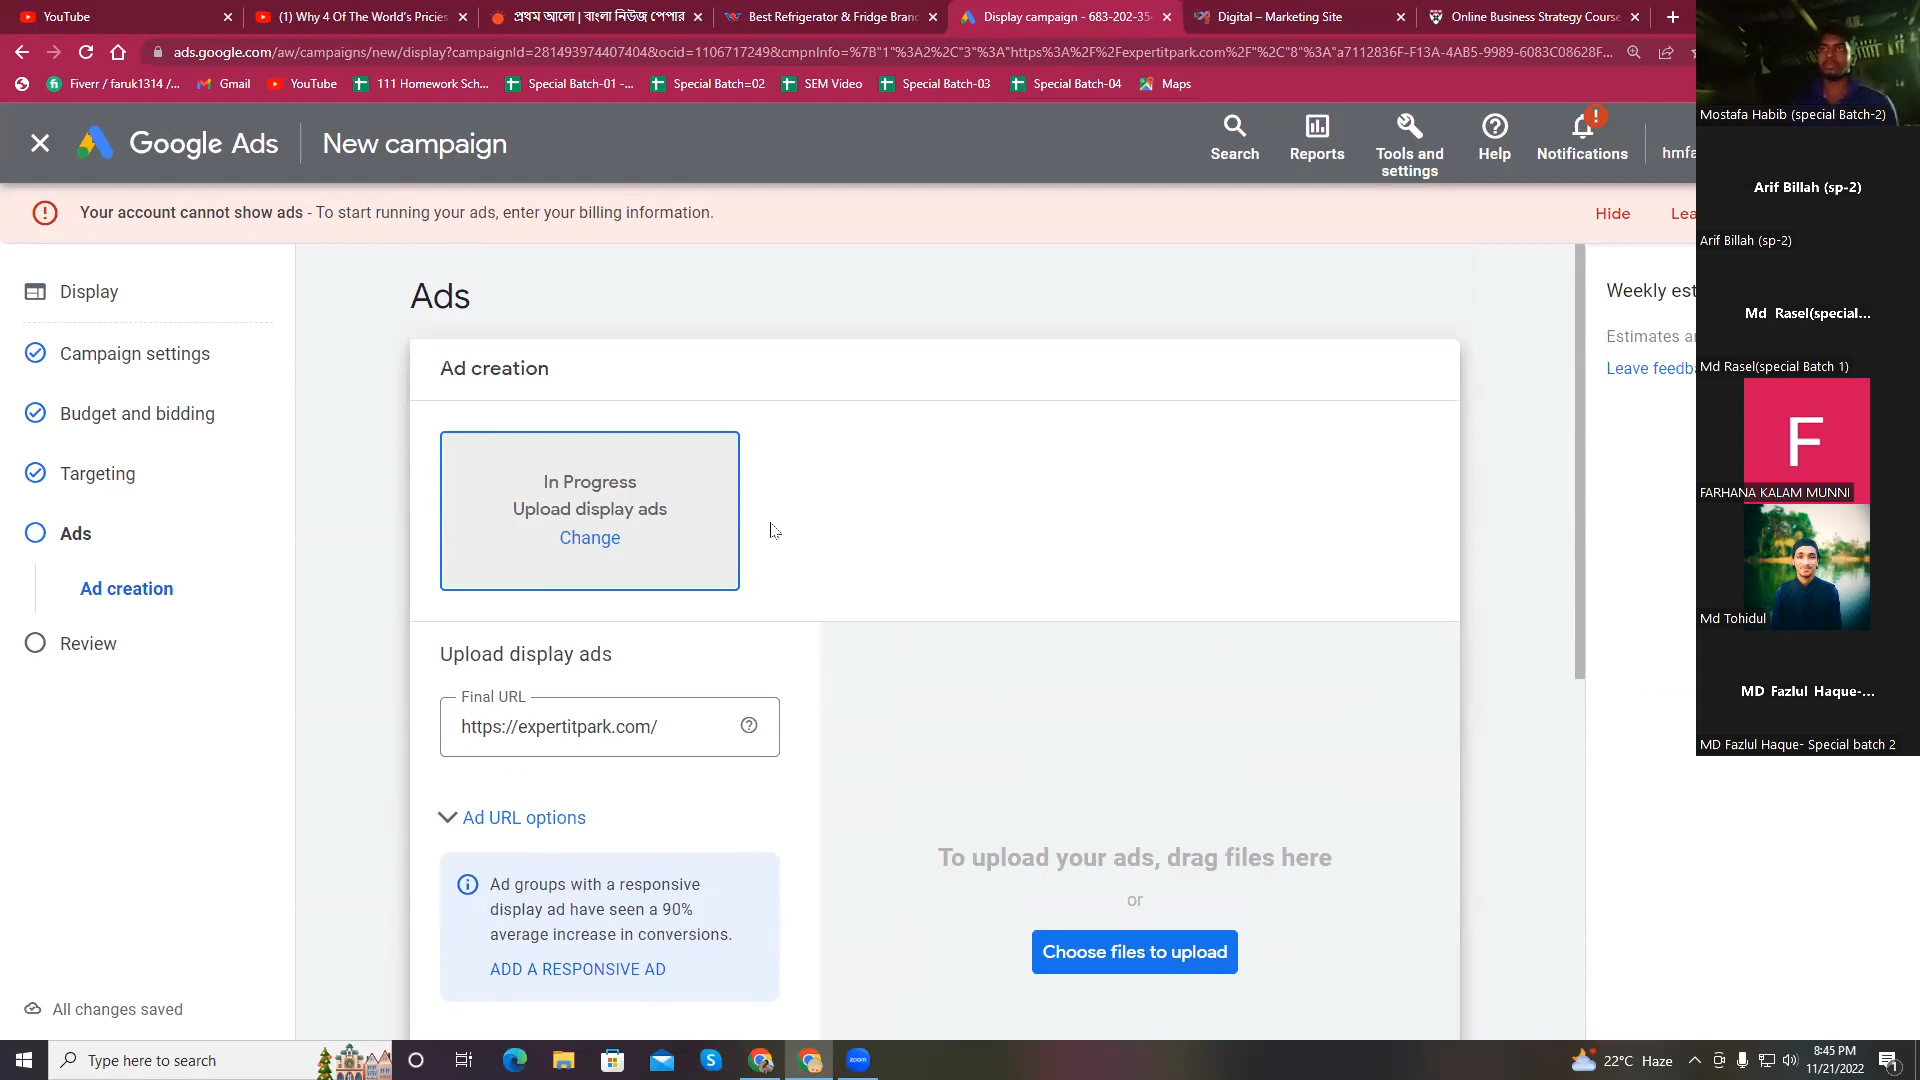 YouTube
(1) Why 4 Of The World's Pricies
প্রথম আলো | বাংলা নিউজ পেপার
Best Refrigerator & Fridge Bran
Display campaign - 683-202-35
Digital – Marketing Site
Online Business Strategy Course
ads.google.com/aw/campaigns/new/display?campaignId=281493974407404&ocid=1106717249&cmpnInfo=%7B"1"%3A2%2C"3"%3A"https%3A%2F%2Fexpertitpark.com%2F"%2C"8"%3A"a7112836F-F13A-4AB5-9989-6083C08628F...
Fiverr / faruk1314 /...
Gmail
YouTube
111 Homework Sch...
Special Batch-01 -...
Special Batch=02
SEM Video
Special Batch-03
Special Batch-04
Maps
Google Ads
New campaign
Search
Reports
Tools and
settings
Help
Notifications
hmfa
Your account cannot show ads - To start running your ads, enter your billing information.
Hide
Lea
Display
Campaign settings
Budget and bidding
Targeting
Ads
Ad creation
Review
All changes saved
Ads
Ad creation
In Progress
Upload display ads
Change
Upload display ads
Final URL
https://expertitpark.com/
Ad URL options
Ad groups with a responsive
display ad have seen a 90%
average increase in conversions.
ADD A RESPONSIVE AD
To upload your ads, drag files here
or
Choose files to upload
Weekly est
Estimates a
Leave feedb
Mostafa Habib (special Batch-2)
Arif Billah (sp-2)
Arif Billah (sp-2)
Md Rasel(special...
Md Rasel(special Batch 1)
F
FARHANA KALAM MUNNI
Md Tohidul
MD Fazlul Haque-...
MD Fazlul Haque- Special batch 2
Type here to search
zoom
22°C Haze
8:45 PM
11/21/2022
1